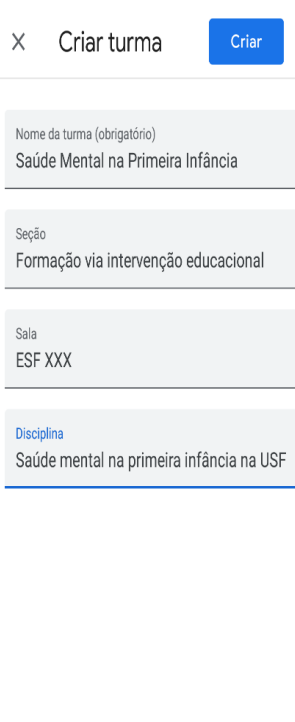 Criar turma
Criar
Nome da turma (obrigatório)
Saúde Mental na Primeira Infância
Seção
Formação via intervenção educacional
Sala
ESF XXX
Disciplina
Saúde mental na primeira infância na USF